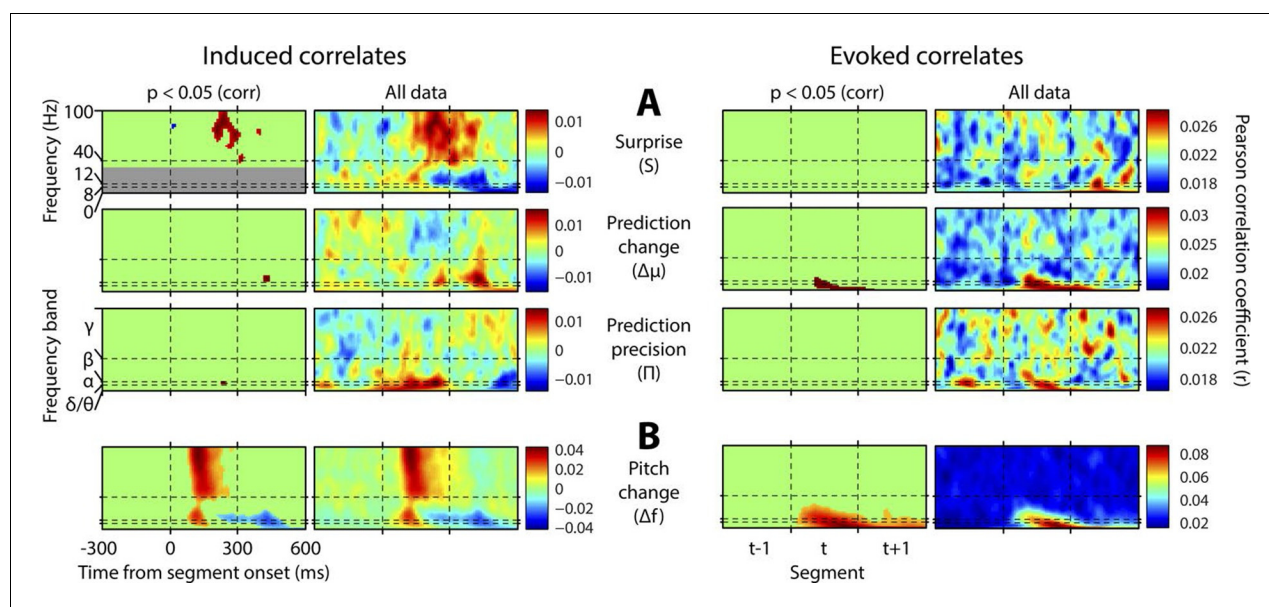 Induced correlates
Evoked correlates
p < 0.05 (corr)
All data
A
p < 0.05 (corr)
All data
Frequency (Hz)
100
40
12
8
0
0.01
0
−0.01
Surprise
(S)
0.026
0.022
0.018
Pearson correlation coefficient (r)
0.01
0
−0.01
Prediction
change
(Δμ)
0.03
0.025
0.02
Frequency band
γ
β
α
δ/θ
0.01
0
−0.01
Prediction
precision
(Π)
0.026
0.022
0.018
B
0.04
0.02
0
−0.02
−0.04
Pitch
change
(Δf)
0.08
0.06
0.04
0.02
-300
0
300
600
Time from segment onset (ms)
t-1
t
t+1
Segment